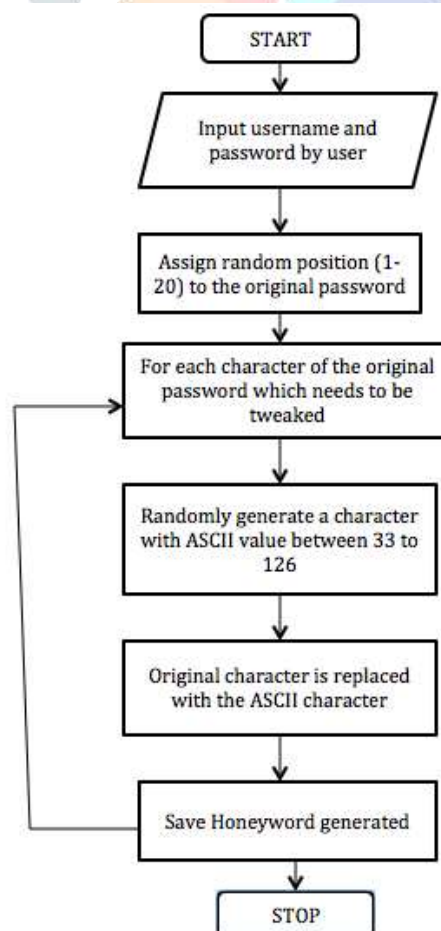 START
Input username and
password by user
Assign random position (1-
20) to the original password
For each character of the original
password which needs to be
tweaked
Randomly generate a character
with ASCII value between 33 to
126
Original character is replaced
with the ASCII character
Save Honeyword generated
STOP